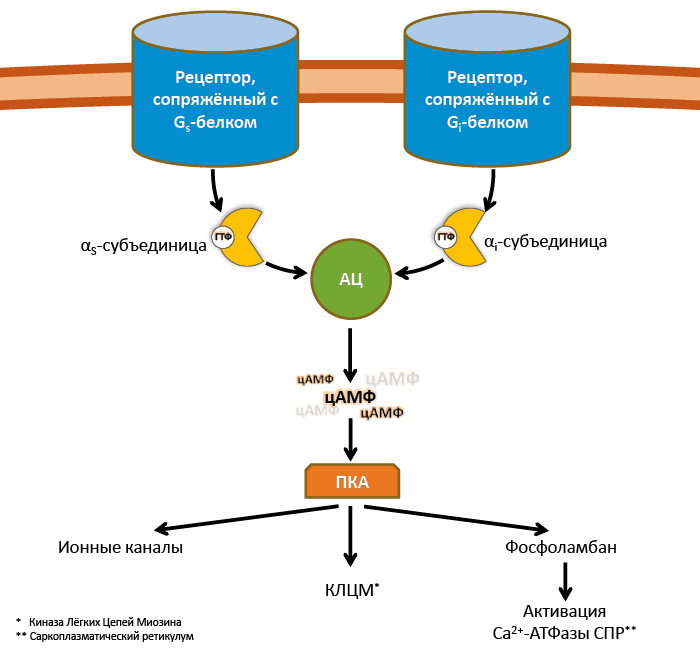 Рецептор,
сопряжённый с
Gs-белком
Рецептор,
сопряжённый с
Gi-белком
ГТФ
αs-субъединица
ГТФ
αi-субъединица
АЦ
цАМФ
цАМФ
цАМФ
цАМФ
цАМФ
ПКА
Ионные каналы
КЛЦМ*
Фосфоламбан
Активация
Ca²⁺-АТФазы СПР**
* Киназа Лёгких Цепей Миозина
** Саркоплазматический ретикулум